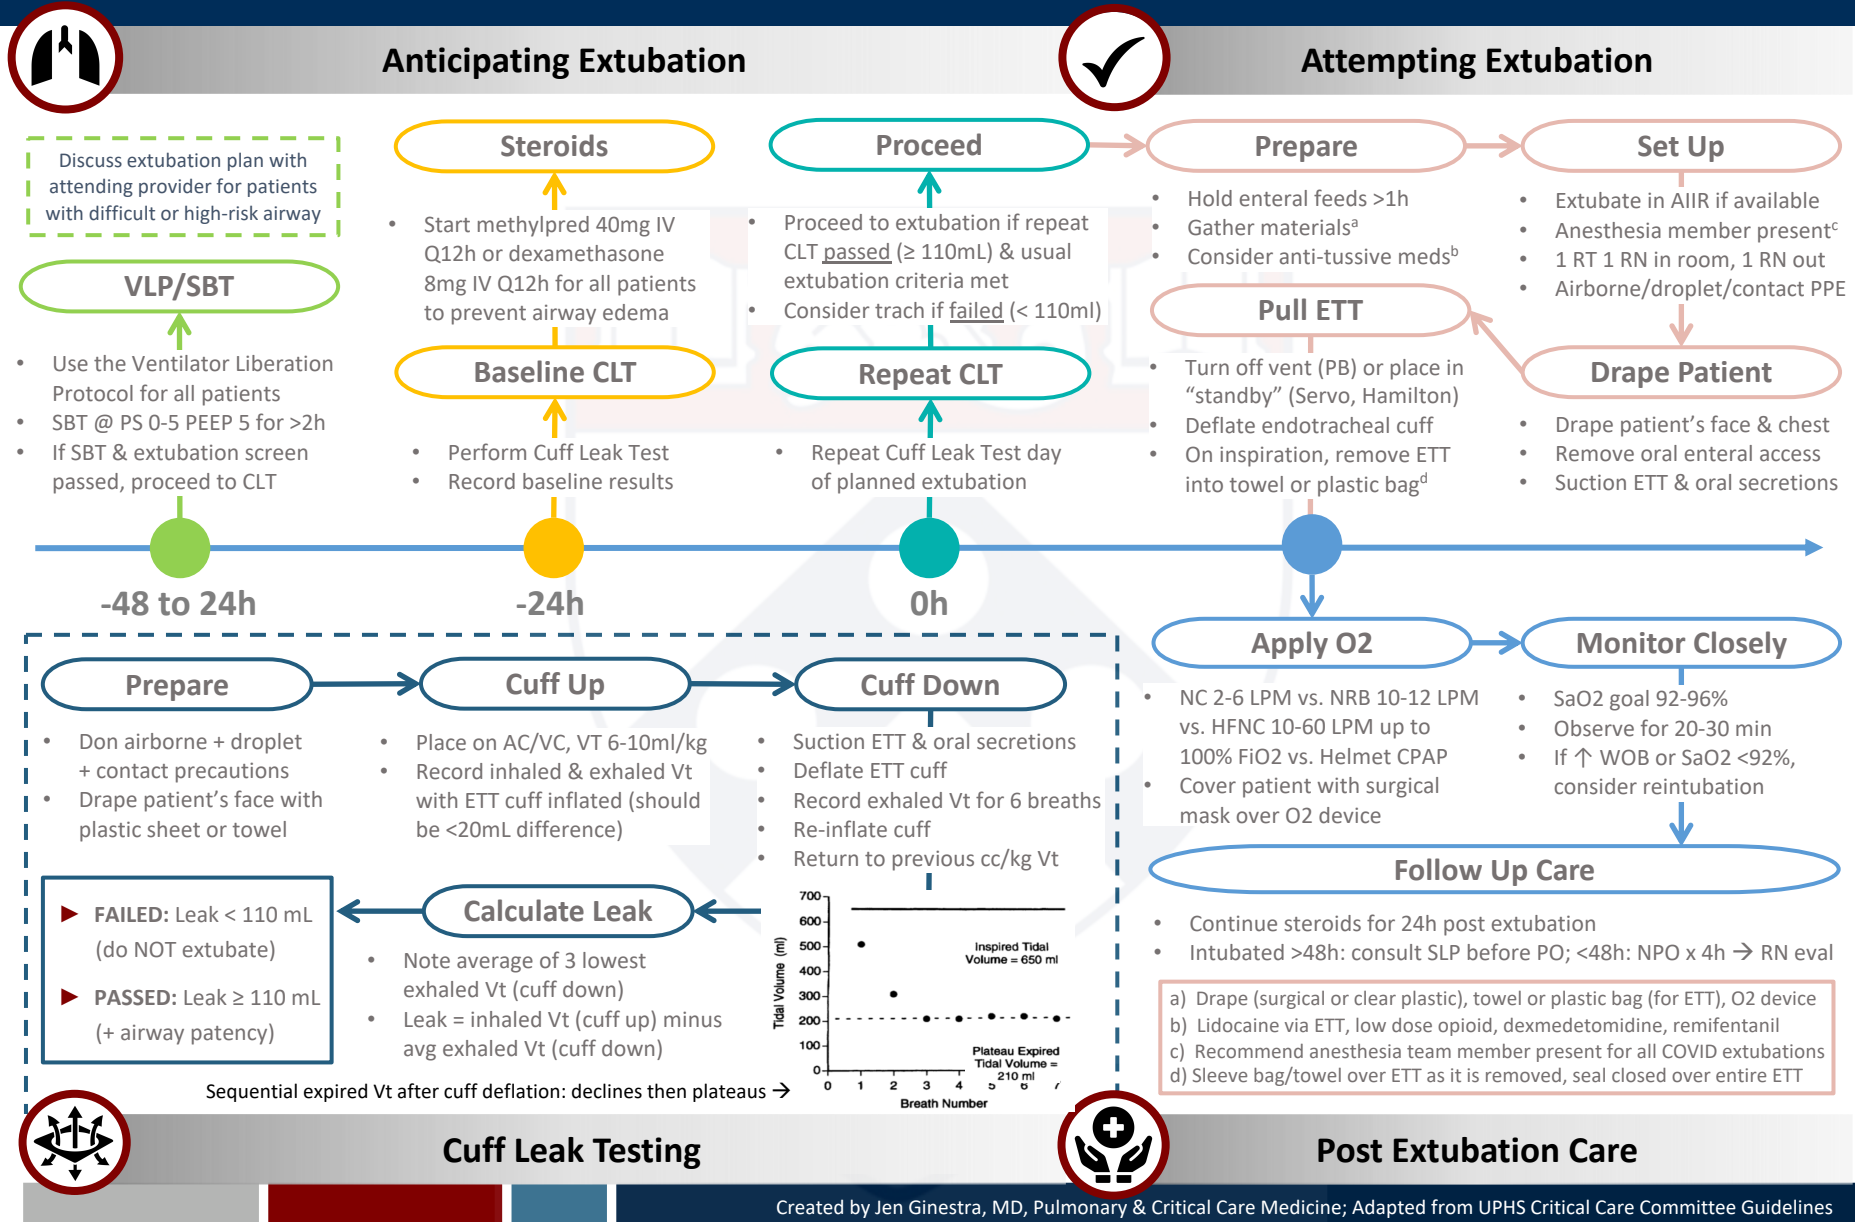 Anticipating Extubation
Attempting Extubation
Discuss extubation plan with
attending provider for patients
with difficult or high-risk airway
VLP/SBT
• Use the Ventilator Liberation
Protocol for all patients
• SBT @ PS 0-5 PEEP 5 for >2h
• If SBT & extubation screen
passed, proceed to CLT
-48 to 24h
Steroids
• Start methylpred 40mg IV
Q12h or dexamethasone
8mg IV Q12h for all patients
to prevent airway edema
Baseline CLT
• Perform Cuff Leak Test
• Record baseline results
-24h
Proceed
• Proceed to extubation if repeat
CLT passed (≥ 110mL) & usual
extubation criteria met
• Consider trach if failed (< 110ml)
Repeat CLT
• Repeat Cuff Leak Test day
of planned extubation
0h
Prepare
• Hold enteral feeds >1h
• Gather materialsᵃ
• Consider anti-tussive medsᵇ
Set Up
• Extubate in AIIR if available
• Anesthesia member presentᶜ
• 1 RT 1 RN in room, 1 RN out
• Airborne/droplet/contact PPE
Pull ETT
• Turn off vent (PB) or place in
“standby” (Servo, Hamilton)
• Deflate endotracheal cuff
• On inspiration, remove ETT
into towel or plastic bagᵈ
Drape Patient
• Drape patient’s face & chest
• Remove oral enteral access
• Suction ETT & oral secretions
Prepare
• Don airborne + droplet
+ contact precautions
• Drape patient’s face with
plastic sheet or towel
Cuff Up
• Place on AC/VC, VT 6-10ml/kg
• Record inhaled & exhaled Vt
with ETT cuff inflated (should
be <20mL difference)
Cuff Down
• Suction ETT & oral secretions
• Deflate ETT cuff
• Record exhaled Vt for 6 breaths
• Re-inflate cuff
• Return to previous cc/kg Vt
Calculate Leak
• Note average of 3 lowest
exhaled Vt (cuff down)
• Leak = inhaled Vt (cuff up) minus
avg exhaled Vt (cuff down)
► FAILED: Leak < 110 mL
(do NOT extubate)
► PASSED: Leak ≥ 110 mL
(+ airway patency)
Tidal Volume (ml)
700
600
500
400
300
200
100
0
Inspired Tidal
Volume = 650 ml
Plateau Expired
Tidal Volume =
210 ml
0 1 2 3 4 5 6 7
Breath Number
Sequential expired Vt after cuff deflation: declines then plateaus →
Apply O2
• NC 2-6 LPM vs. NRB 10-12 LPM
vs. HFNC 10-60 LPM up to
100% FiO2 vs. Helmet CPAP
• Cover patient with surgical
mask over O2 device
Monitor Closely
• SaO2 goal 92-96%
• Observe for 20-30 min
• If ↑ WOB or SaO2 <92%,
consider reintubation
Follow Up Care
• Continue steroids for 24h post extubation
• Intubated >48h: consult SLP before PO; <48h: NPO x 4h → RN eval
a) Drape (surgical or clear plastic), towel or plastic bag (for ETT), O2 device
b) Lidocaine via ETT, low dose opioid, dexmedetomidine, remifentanil
c) Recommend anesthesia team member present for all COVID extubations
d) Sleeve bag/towel over ETT as it is removed, seal closed over entire ETT
Cuff Leak Testing
Post Extubation Care
Created by Jen Ginestra, MD, Pulmonary & Critical Care Medicine; Adapted from UPHS Critical Care Committee Guidelines